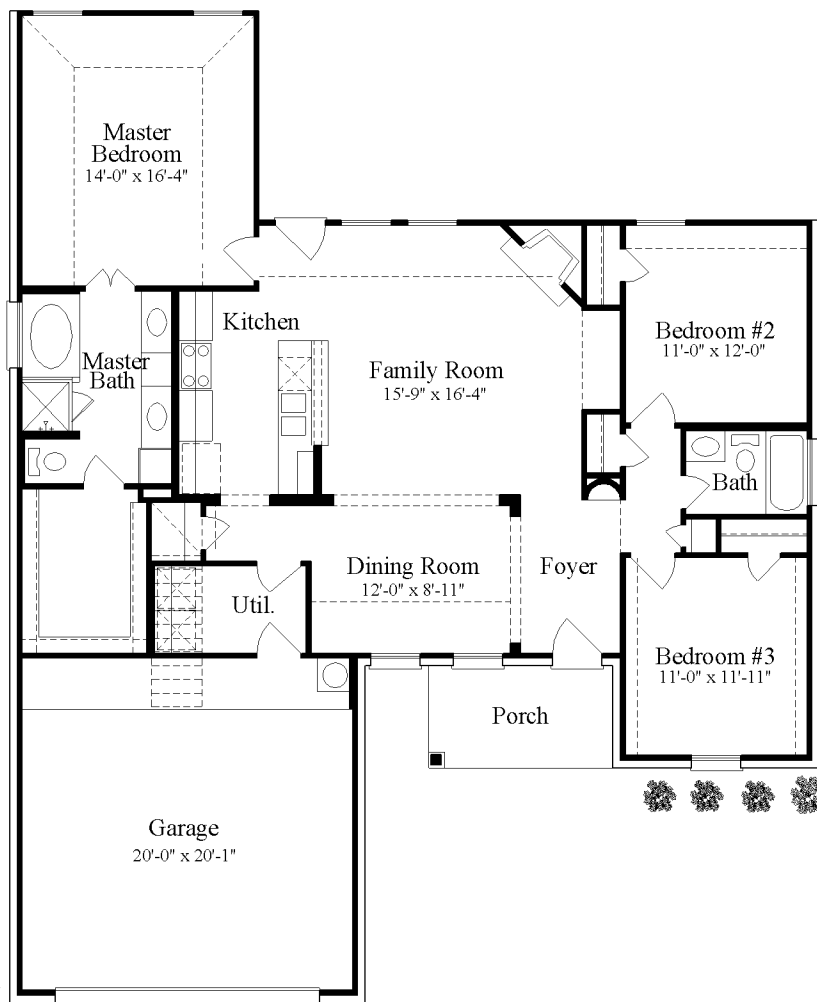 Master
Bedroom
14'-0" x 16'-4"
Kitchen
Family Room
15'-9" x 16'-4"
Bedroom #2
11'-0" x 12'-0"
Master
Bath
Bath
Dining Room
12'-0" x 8'-11"
Foyer
Util.
Bedroom #3
11'-0" x 11'-11"
Porch
Garage
20'-0" x 20'-1"